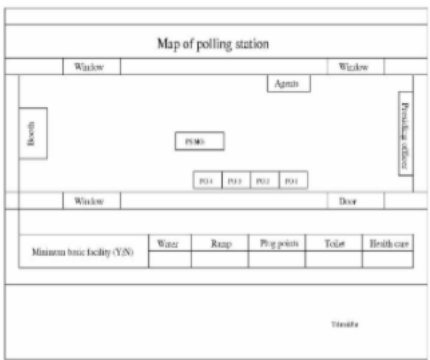 Map of polling station
Window
Window
Agents
Booth
Presiding officer
PO4 PO3 PO2 PO1
Window
Door
Minimum basic facility (Y/N)
Water Ramp Plug points Toilet Health care